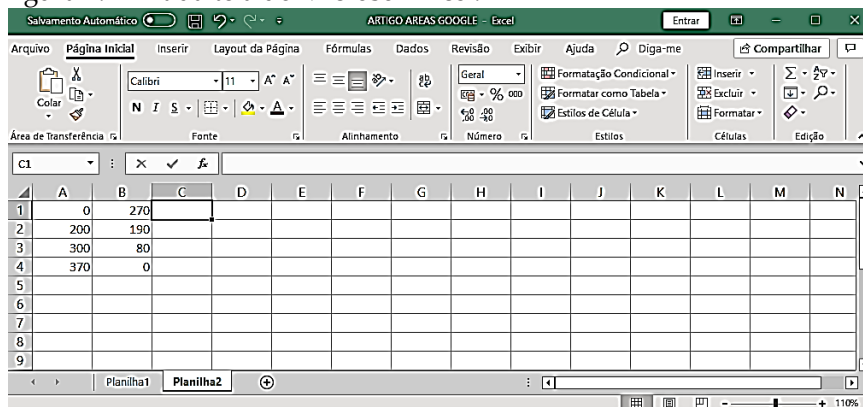 Salvamento Automático
ARTIGO AREAS GOOGLE - Excel
Entrar
Arquivo Página Inicial Inserir Layout da Página Fórmulas Dados Revisão Exibir Ajuda Diga-me Compartilhar
Colar
Calibri 11 A A
N I S A
Geral
% 000
Formatação Condicional
Formatar como Tabela
Estilos de Célula
Inserir
Excluir
Formatar
Área de Transferência Fonte Alinhamento Número Estilos Células Edição
C1 fx
A B C D E F G H I J K L M N
1 0 270
2 200 190
3 300 80
4 370 0
5
6
7
8
9
Planilha1 Planilha2
110%